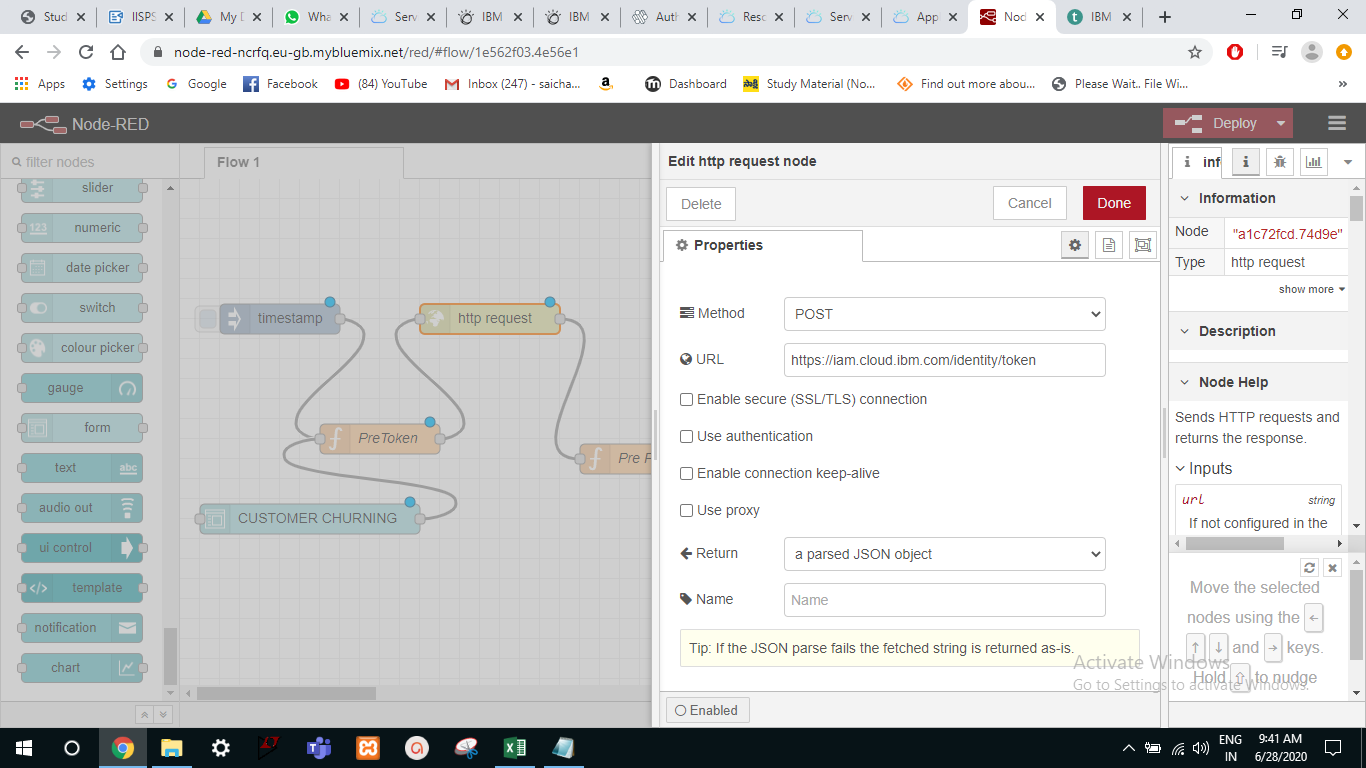 Stud
IISPS
My D
Wha
Serv
IBM
IBM
Auth
Reso
Serv
Appl
Nod
IBM
node-red-ncrfq.eu-gb.mybluemix.net/red/#flow/1e562f03.4e56e1
Apps
Settings
Google
Facebook
(84) YouTube
Inbox (247) - saicha...
Dashboard
Study Material (No...
Find out more abou...
Please Wait.. File Wi...
»
Node-RED
Deploy
filter nodes
Flow 1
slider
numeric
date picker
switch
colour picker
gauge
form
text
audio out
ui control
template
notification
chart
123
abc
timestamp
http request
PreToken
Pre P
CUSTOMER CHURNING
Edit http request node
Delete
Cancel
Done
Properties
Method
POST
URL
https://iam.cloud.ibm.com/identity/token
Enable secure (SSL/TLS) connection
Use authentication
Enable connection keep-alive
Use proxy
Return
a parsed JSON object
Name
Name
Tip: If the JSON parse fails the fetched string is returned as-is.
Enabled
inf
Information
Node
"a1c72fcd.74d9e"
Type
http request
show more
Description
Node Help
Sends HTTP requests and
returns the response.
Inputs
url
string
If not configured in the
Move the selected
nodes using the ←
↑ ↓ and → keys.
Hold ⇧ to nudge
Activate Windows
Go to Settings to activate Windows.
ENG
IN
9:41 AM
6/28/2020